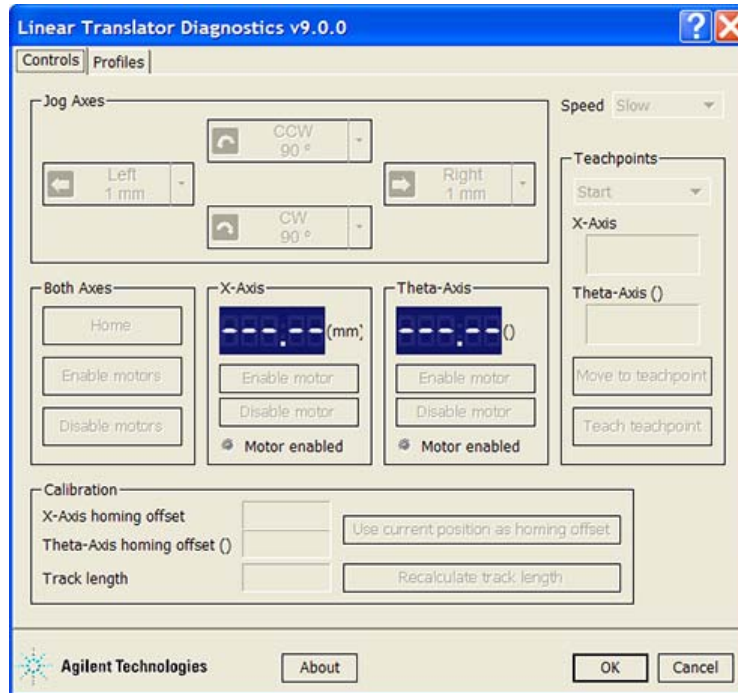 Linear Translator Diagnostics v9.0.0
Controls Profiles
Jog Axes
CCW
90 °
Left
1 mm
Right
1 mm
CW
90 °
Speed Slow
Teachpoints
Start
X-Axis
Theta-Axis ()
Move to teachpoint
Teach teachpoint
Both Axes
Home
Enable motors
Disable motors
X-Axis
---.-- (mm)
Enable motor
Disable motor
Motor enabled
Theta-Axis
---.-- ()
Enable motor
Disable motor
Motor enabled
Calibration
X-Axis homing offset
Theta-Axis homing offset ()
Use current position as homing offset
Track length
Recalculate track length
Agilent Technologies
About
OK
Cancel